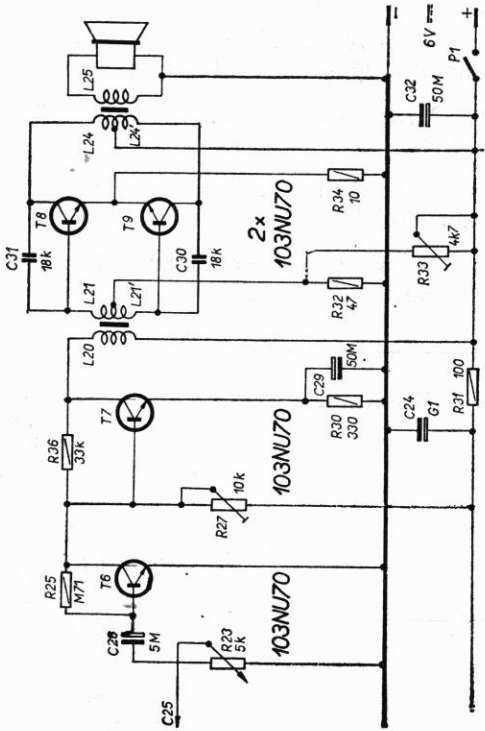 C31
18k
T8
T9
C30
18k
L24
L24'
L25
L21
L21'
L20
2x
103NU70
R34
10
R32
47
R33
4k7
C32
50M
−
6V
+
P1
R36
33k
T7
C29
50M
R30
330
103NU70
C24
G1
R31
100
R27
10k
R25
M71
T6
C28
5M
R23
5k
103NU70
C25